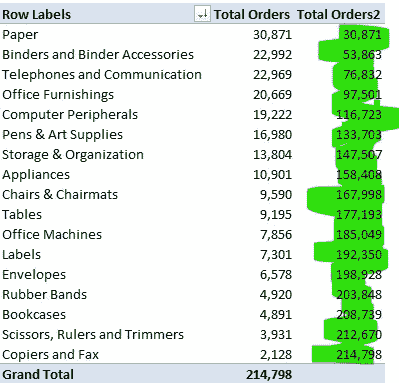 Row Labels Total Orders Total Orders2
Paper 30,871 30,871
Binders and Binder Accessories 22,992 53,863
Telephones and Communication 22,969 76,832
Office Furnishings 20,669 97,501
Computer Peripherals 19,222 116,723
Pens & Art Supplies 16,980 133,703
Storage & Organization 13,804 147,507
Appliances 10,901 158,408
Chairs & Chairmats 9,590 167,998
Tables 9,195 177,193
Office Machines 7,856 185,049
Labels 7,301 192,350
Envelopes 6,578 198,928
Rubber Bands 4,920 203,848
Bookcases 4,891 208,739
Scissors, Rulers and Trimmers 3,931 212,670
Copiers and Fax 2,128 214,798
Grand Total 214,798